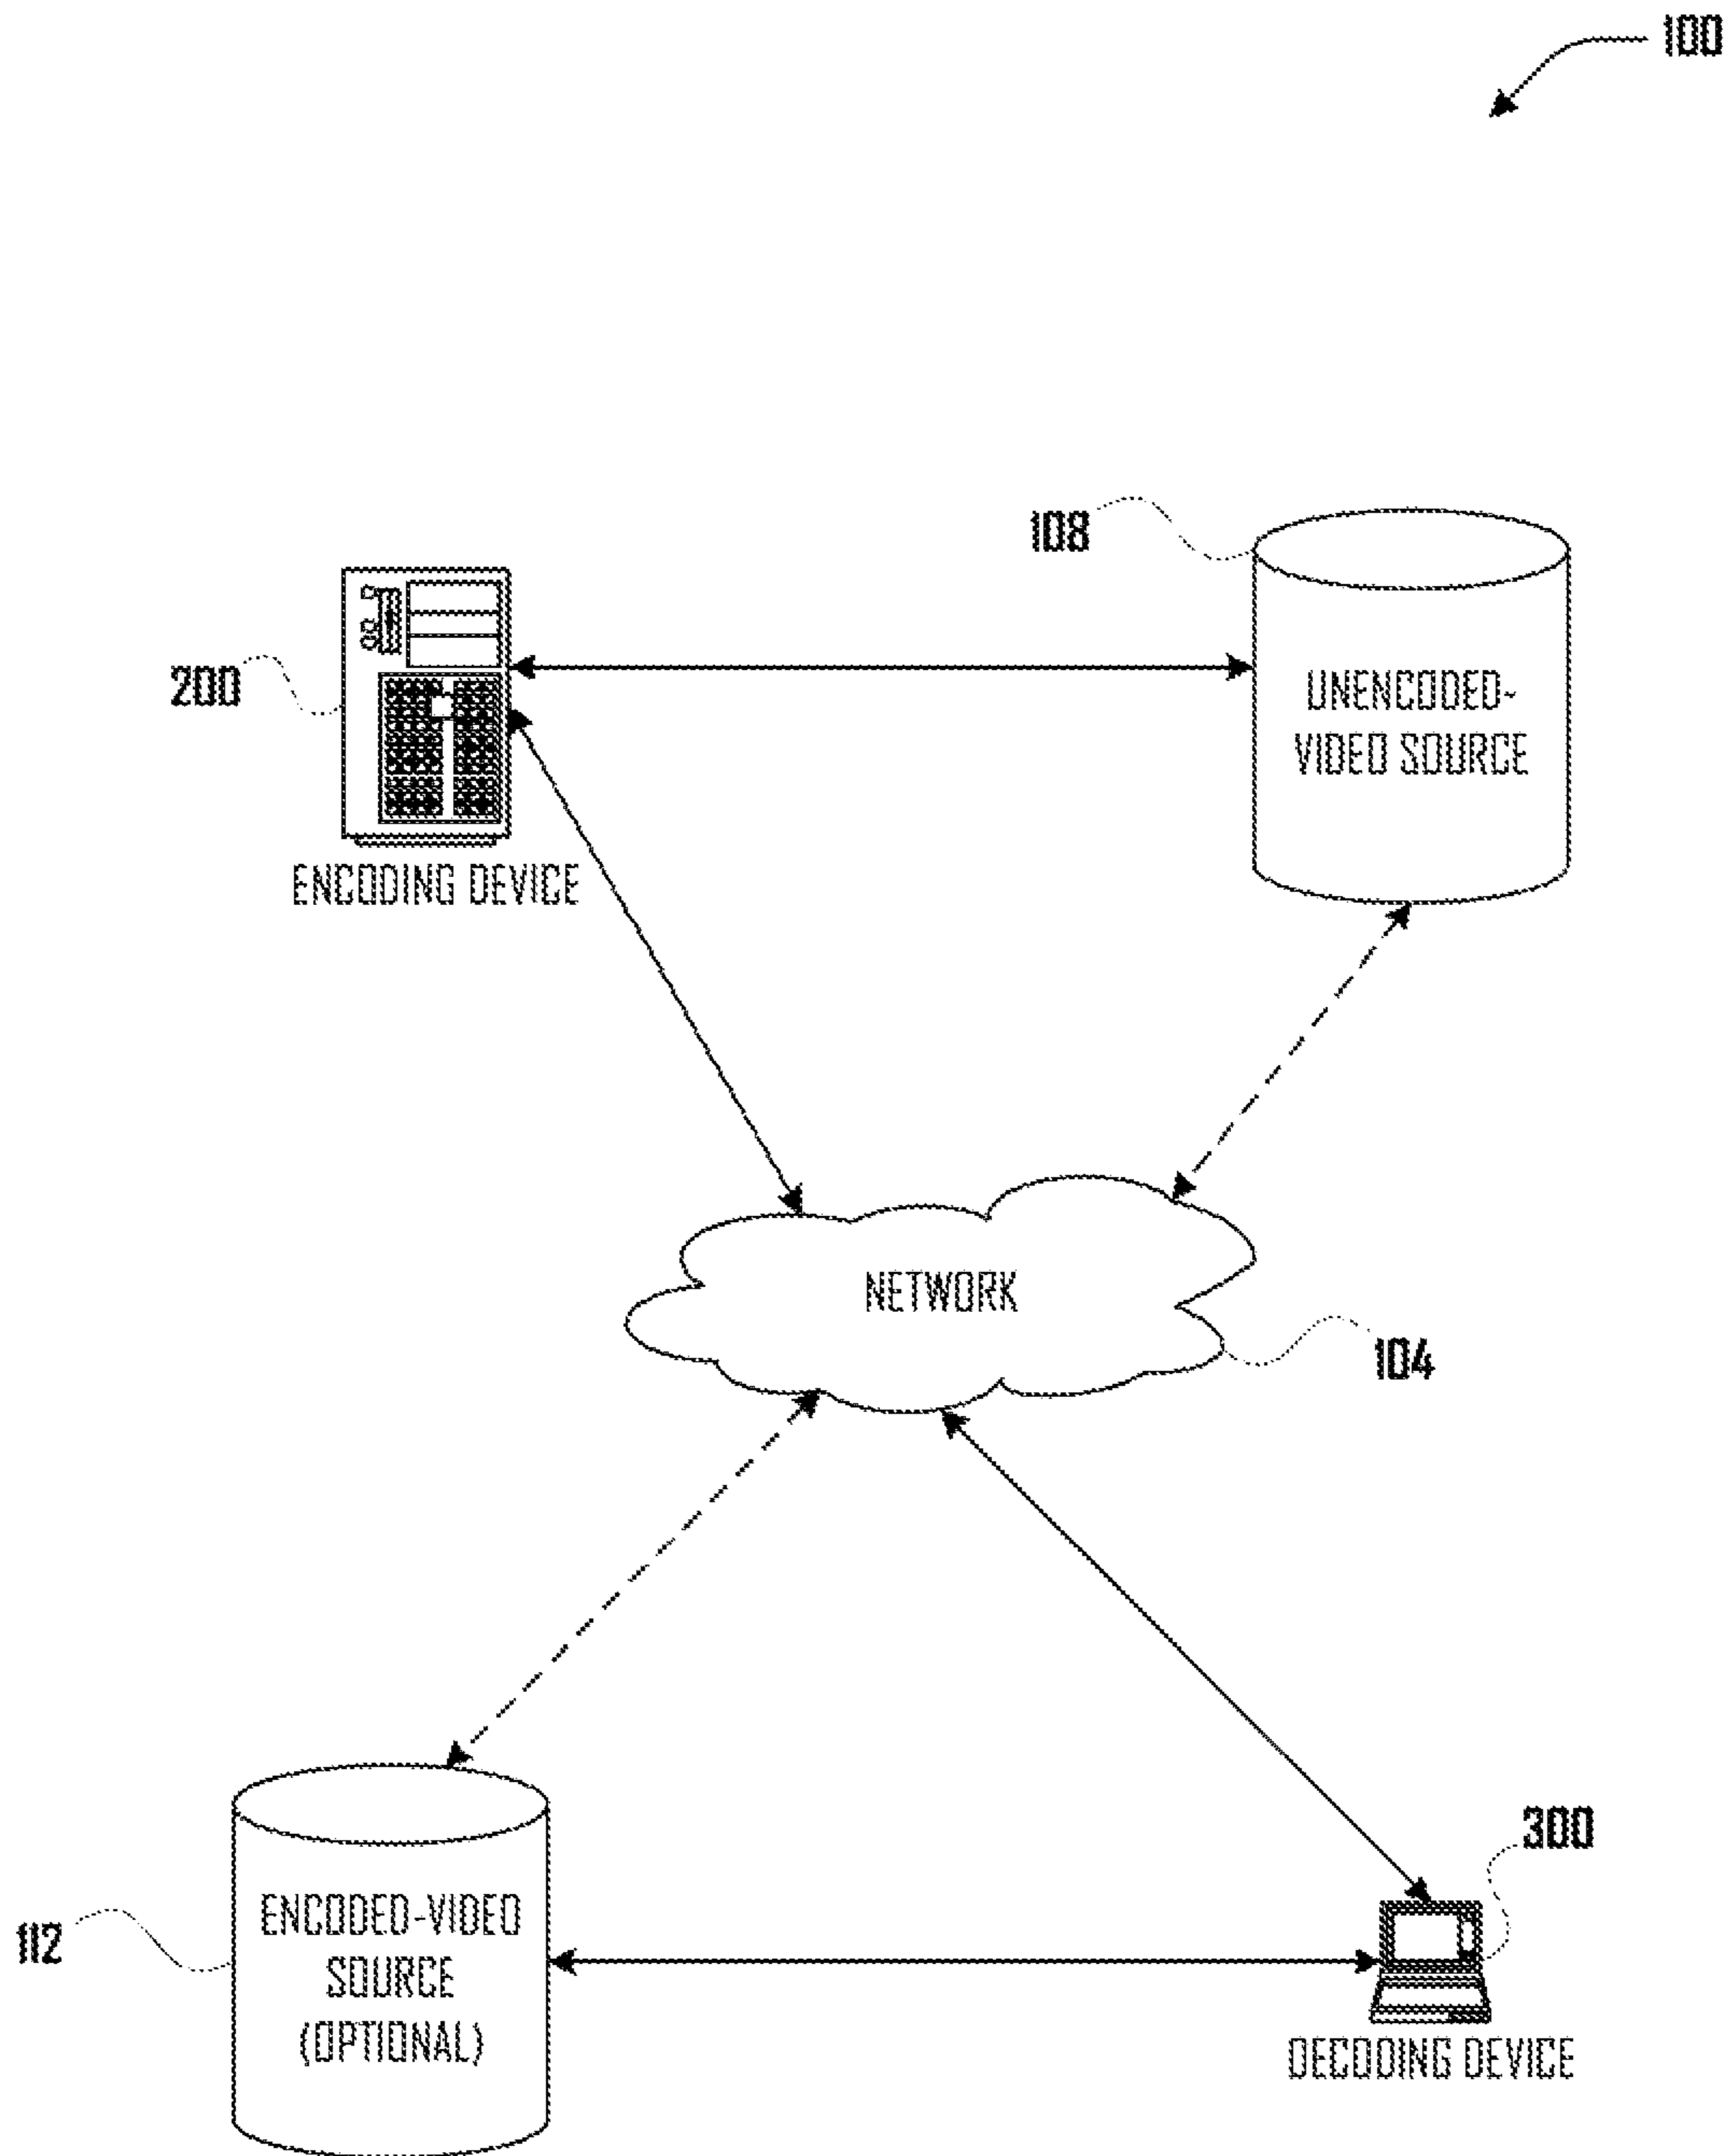 100
108
200
UNENCODED-
VIDEO SOURCE
ENCODING DEVICE
NETWORK
104
300
112
ENCODED-VIDEO
SOURCE
(OPTIONAL)
DECODING DEVICE